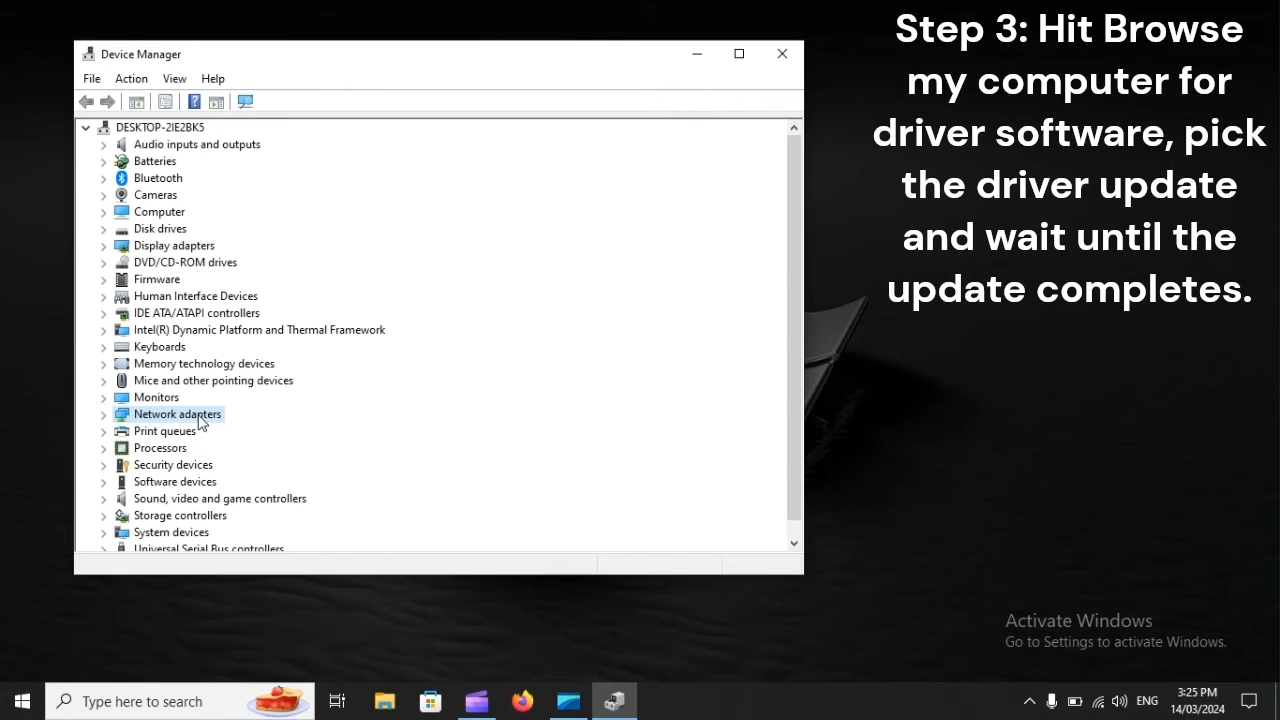 Step 3: Hit Browse
my computer for
driver software, pick
the driver update
and wait until the
update completes.
Device Manager
File Action View Help
DESKTOP-2IE2BK5
Audio inputs and outputs
Batteries
Bluetooth
Cameras
Computer
Disk drives
Display adapters
DVD/CD-ROM drives
Firmware
Human Interface Devices
IDE ATA/ATAPI controllers
Intel(R) Dynamic Platform and Thermal Framework
Keyboards
Memory technology devices
Mice and other pointing devices
Monitors
Network adapters
Print queues
Processors
Security devices
Software devices
Sound, video and game controllers
Storage controllers
System devices
Universal Serial Bus controllers
Activate Windows
Go to Settings to activate Windows.
Type here to search
ENG
3:25 PM
14/03/2024